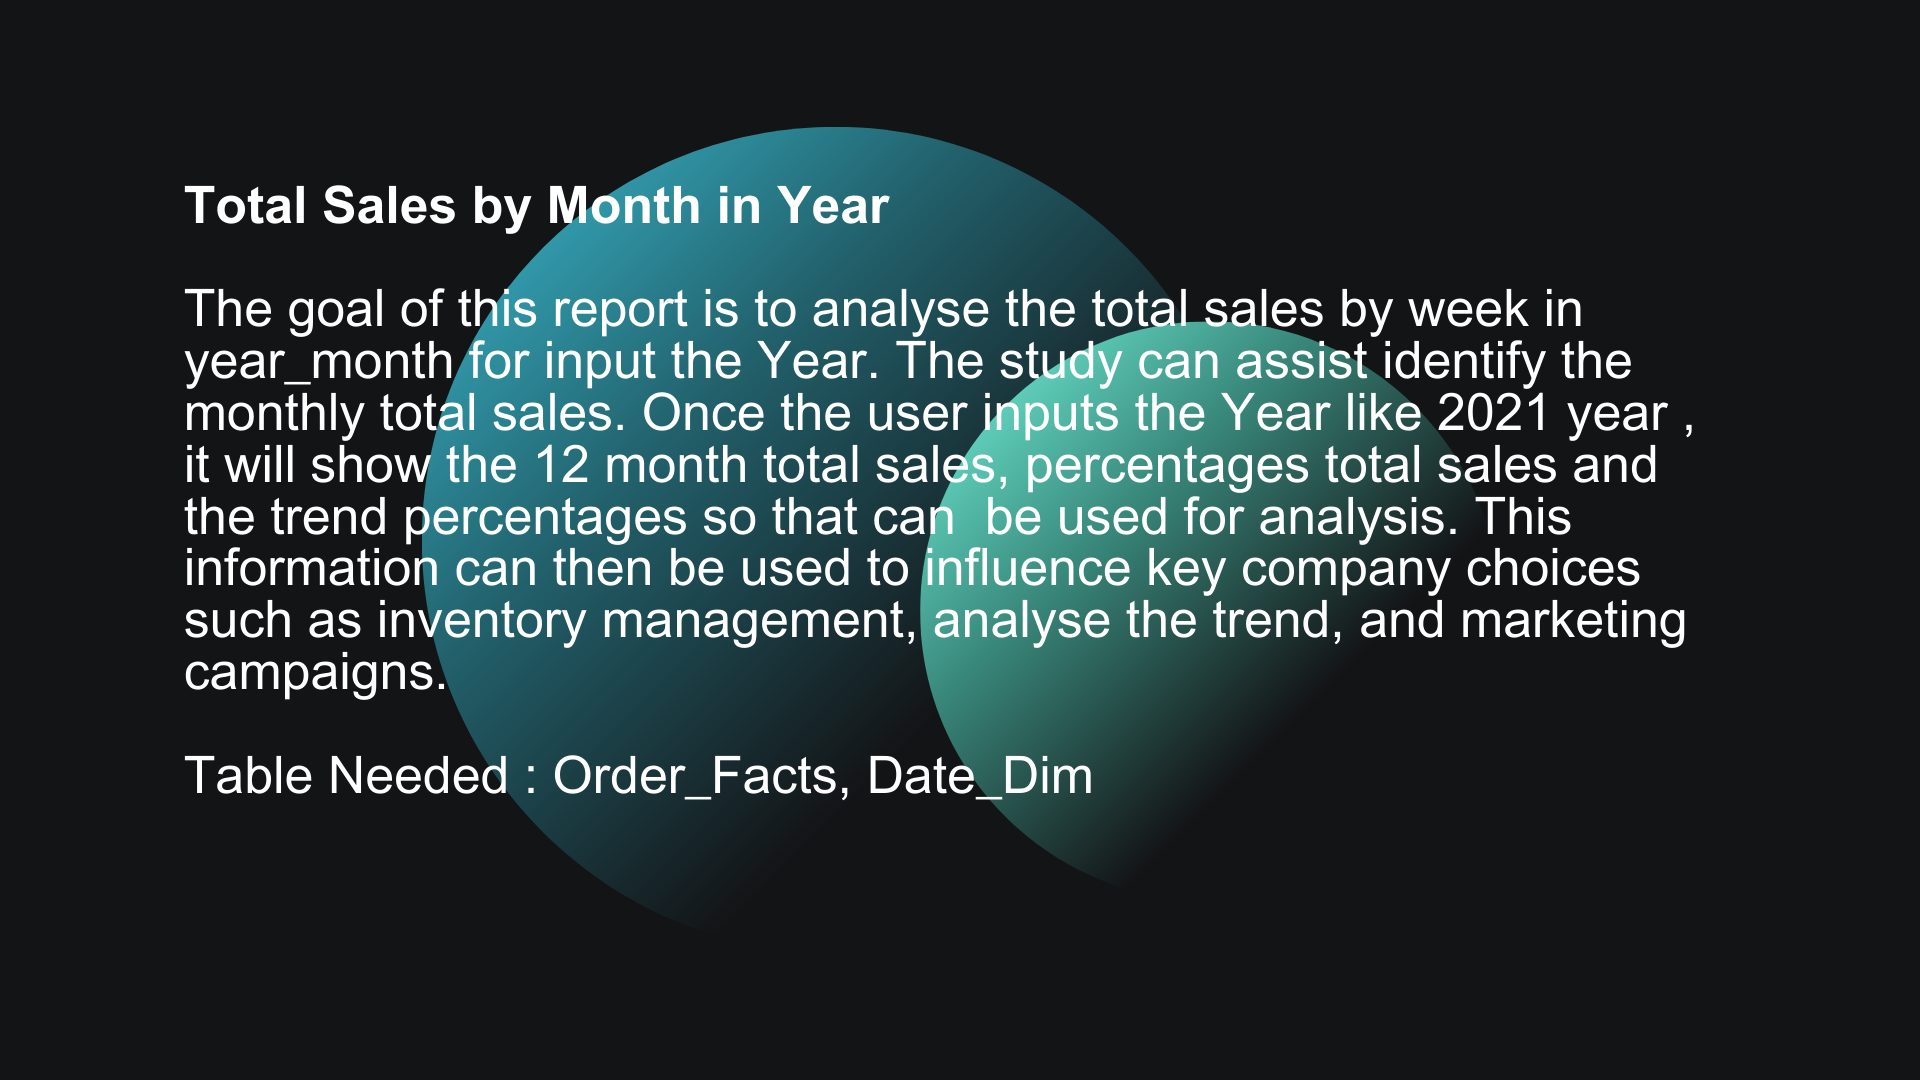 Total Sales by Month in Year
The goal of this report is to analyse the total sales by week in
year_month for input the Year. The study can assist identify the
monthly total sales. Once the user inputs the Year like 2021 year ,
it will show the 12 month total sales, percentages total sales and
the trend percentages so that can  be used for analysis. This
information can then be used to influence key company choices
such as inventory management, analyse the trend, and marketing
campaigns.
Table Needed : Order_Facts, Date_Dim